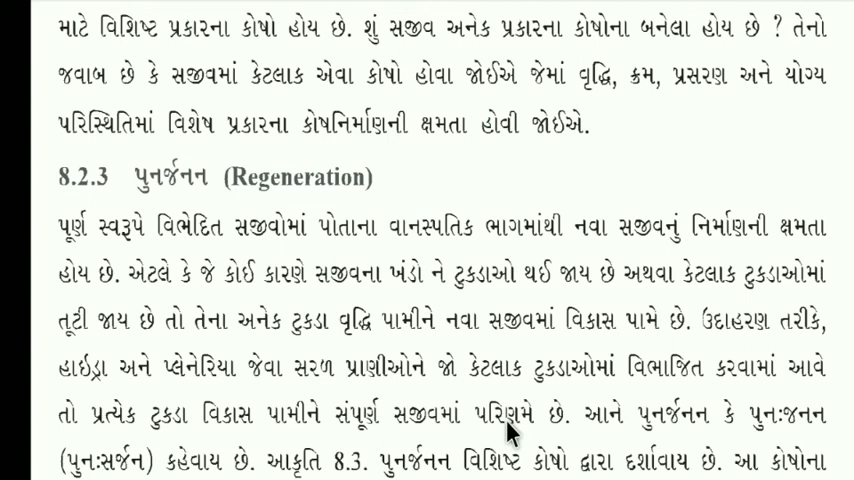 માટે વિશિષ્ટ પ્રકારના કોષો હોય છે. શું સજીવ અનેક પ્રકારના કોષોના બનેલા હોય છે ? તેનો
જવાબ છે કે સજીવમાં કેટલાક એવા કોષો હોવા જોઈએ જેમાં વૃદ્ધિ, ક્રમ, પ્રસરણ અને યોગ્ય
પરિસ્થિતિમાં વિશેષ પ્રકારના કોષનિર્માણની ક્ષમતા હોવી જોઈએ.
8.2.3 પુનર્જનન (Regeneration)
પૂર્ણ સ્વરૂપે વિભેદિત સજીવોમાં પોતાના વાનસ્પતિક ભાગમાંથી નવા સજીવનું નિર્માણની ક્ષમતા
હોય છે. એટલે કે જે કોઈ કારણે સજીવના ખંડો ને ટુકડાઓ થઈ જાય છે અથવા કેટલાક ટુકડાઓમાં
તૂટી જાય છે તો તેના અનેક ટુકડા વૃદ્ધિ પામીને નવા સજીવમાં વિકાસ પામે છે. ઉદાહરણ તરીકે,
હાઇડ્રા અને પ્લેનેરિયા જેવા સરળ પ્રાણીઓને જો કેટલાક ટુકડાઓમાં વિભાજિત કરવામાં આવે
તો પ્રત્યેક ટુકડા વિકાસ પામીને સંપૂર્ણ સજીવમાં પરિણમે છે. આને પુનર્જનન કે પુનઃજનન
(પુનઃસર્જન) કહેવાય છે. આકૃતિ 8.3. પુનર્જનન વિશિષ્ટ કોષો દ્વારા દર્શાવાય છે. આ કોષોના